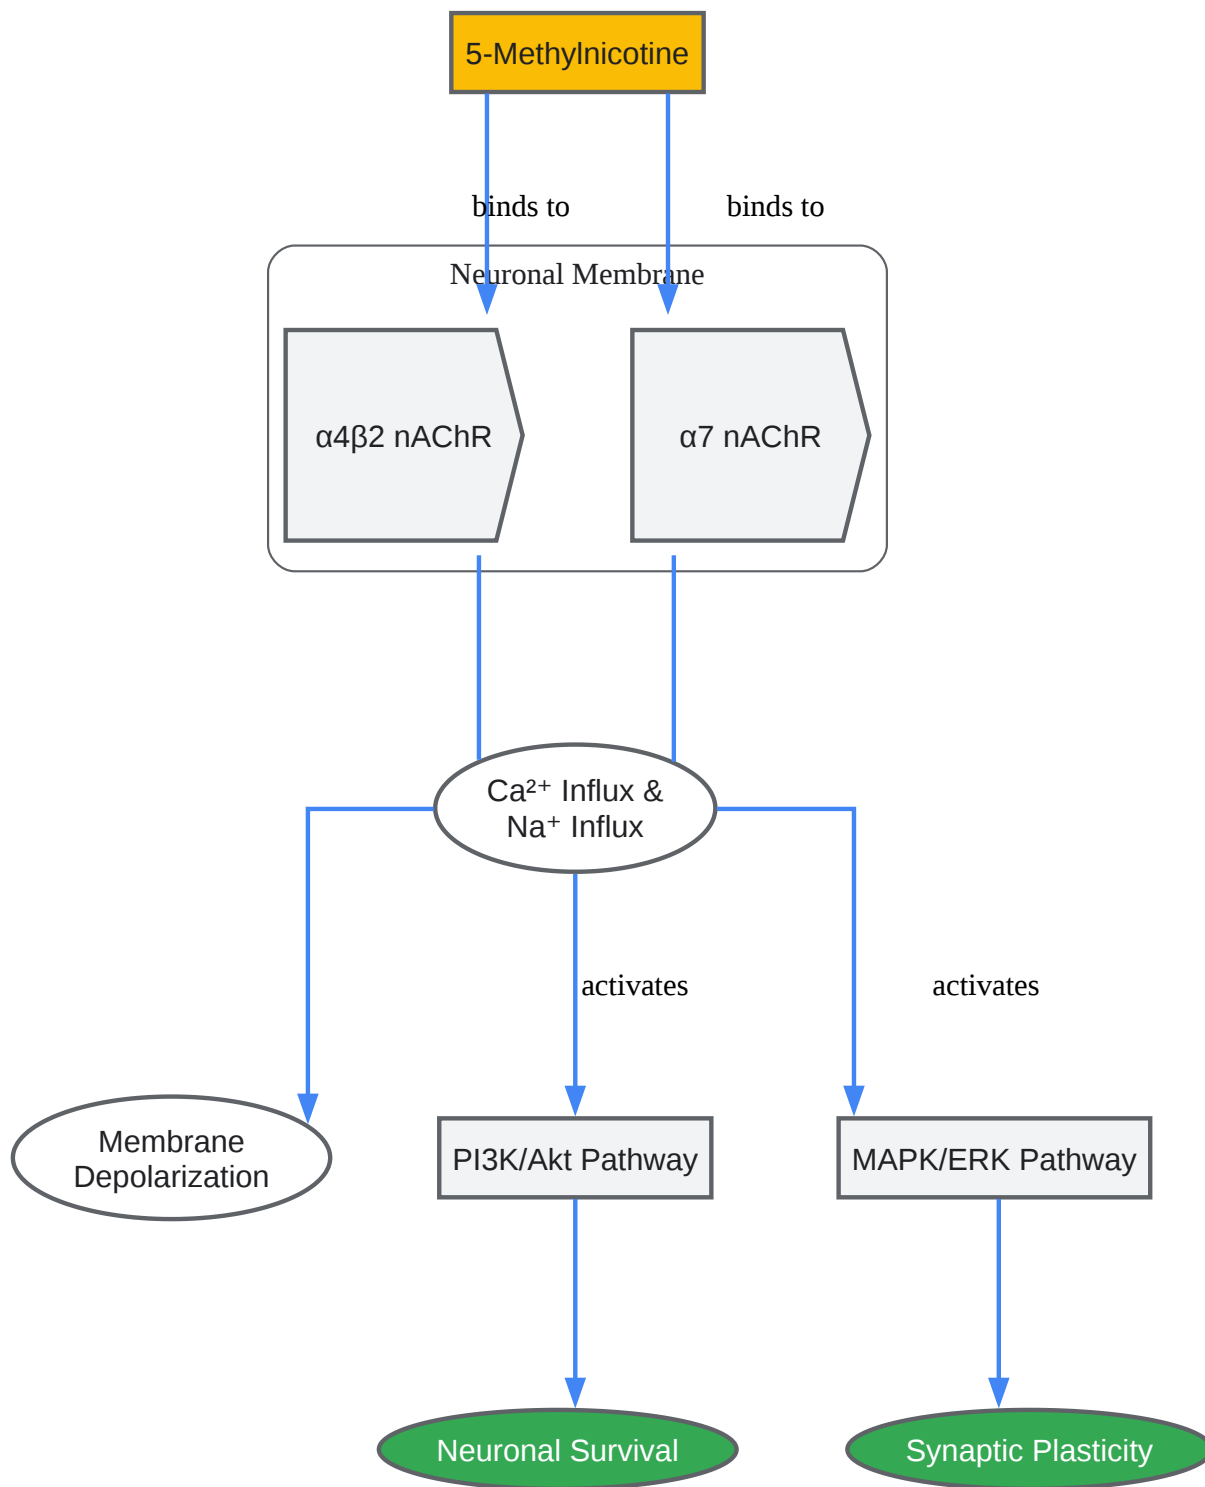 5-Methylnicotine
binds to
binds to
Neuronal Membrane
α4β2 nAChR
α7 nAChR
Ca²⁺ Influx &
Na⁺ Influx
activates
activates
Membrane
Depolarization
PI3K/Akt Pathway
MAPK/ERK Pathway
Neuronal Survival
Synaptic Plasticity